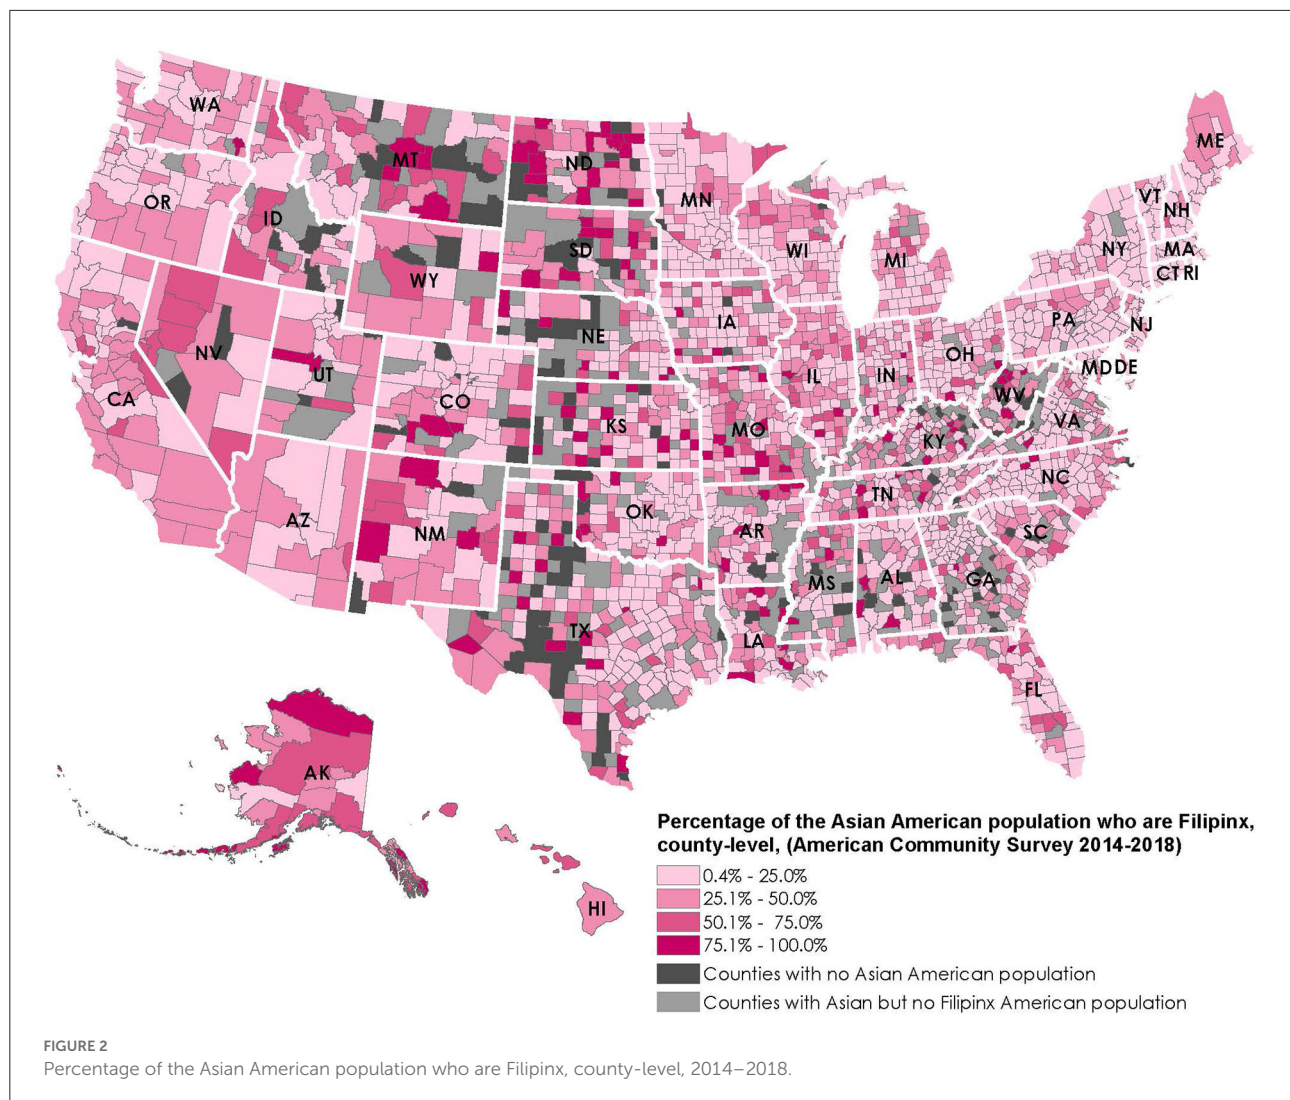 WA
MT
ND
MN
ME
OR
ID
SD
WI
MI
VT
NH
NY
MA
CT RI
WY
IA
PA
NJ
NV
UT
NE
IL
IN
OH
MD DE
CA
CO
KS
MO
WV
VA
KY
AZ
NM
OK
AR
TN
NC
SC
TX
LA
MS
AL
GA
FL
AK
HI
Percentage of the Asian American population who are Filipinx,
county-level, (American Community Survey 2014-2018)
0.4% - 25.0%
25.1% - 50.0%
50.1% - 75.0%
75.1% - 100.0%
Counties with no Asian American population
Counties with Asian but no Filipinx American population
FIGURE 2
Percentage of the Asian American population who are Filipinx, county-level, 2014–2018.